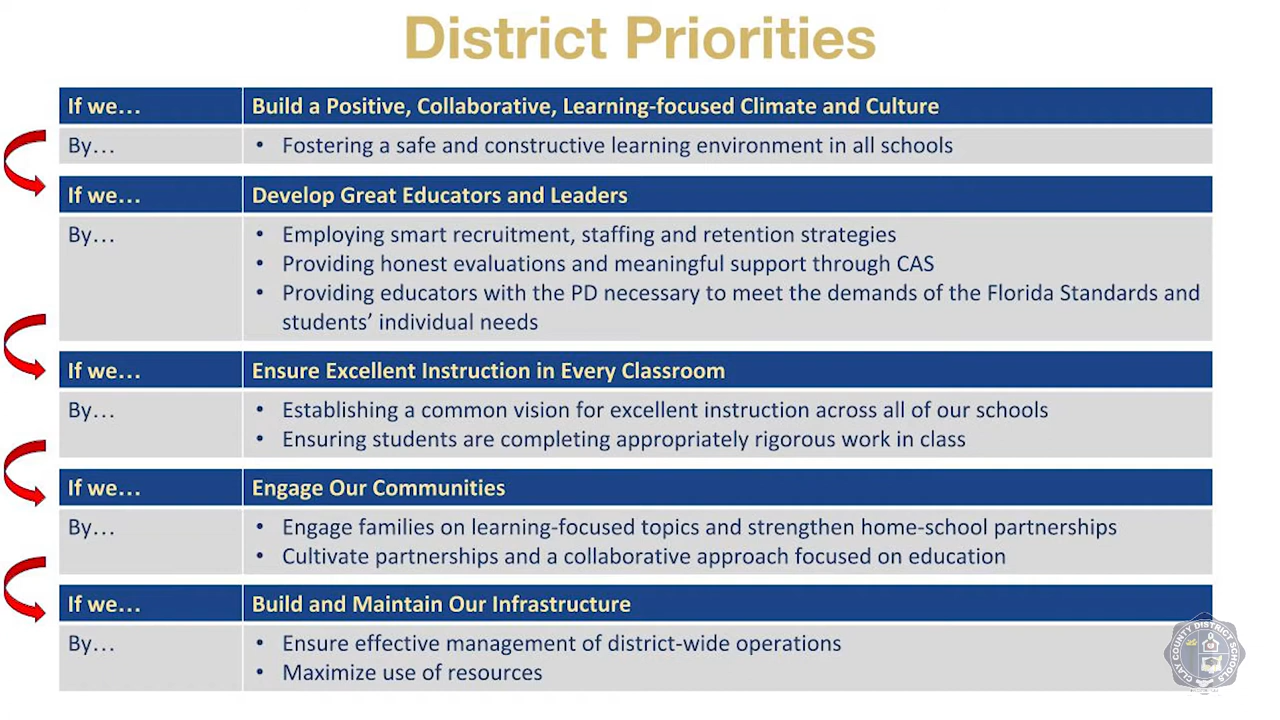 District Priorities
If we… Build a Positive, Collaborative, Learning-focused Climate and Culture
By… • Fostering a safe and constructive learning environment in all schools
If we… Develop Great Educators and Leaders
By… • Employing smart recruitment, staffing and retention strategies
• Providing honest evaluations and meaningful support through CAS
• Providing educators with the PD necessary to meet the demands of the Florida Standards and
students’ individual needs
If we… Ensure Excellent Instruction in Every Classroom
By… • Establishing a common vision for excellent instruction across all of our schools
• Ensuring students are completing appropriately rigorous work in class
If we… Engage Our Communities
By… • Engage families on learning-focused topics and strengthen home-school partnerships
• Cultivate partnerships and a collaborative approach focused on education
If we… Build and Maintain Our Infrastructure
By… • Ensure effective management of district-wide operations
• Maximize use of resources
CLAY COUNTY DISTRICT SCHOOLS